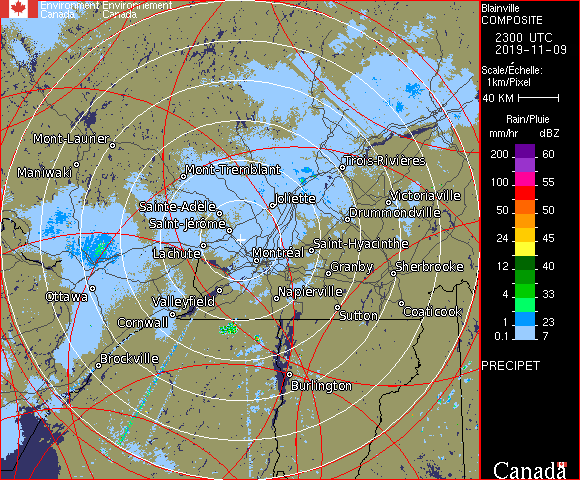 Environment Environnement
Canada Canada
Blainville
COMPOSITE
2300 UTC
2019-11-09
Scale/Échelle:
1km/Pixel
40 KM
Rain/Pluie
mm/hr dBZ
200 60
100 55
50 50
24 45
12 40
4 33
1 23
0.1 7
PRECIPET
Canada
Mont-Laurier
Maniwaki
Mont-Tremblant
Trois-Rivières
Joliette
Victoriaville
Sainte-Adèle
Drummondville
Saint-Jérôme
Saint-Hyacinthe
Lachute
Montréal
Granby
Sherbrooke
Ottawa
Valleyfield
Napierville
Cornwall
Sutton
Coaticook
Brockville
Burlington